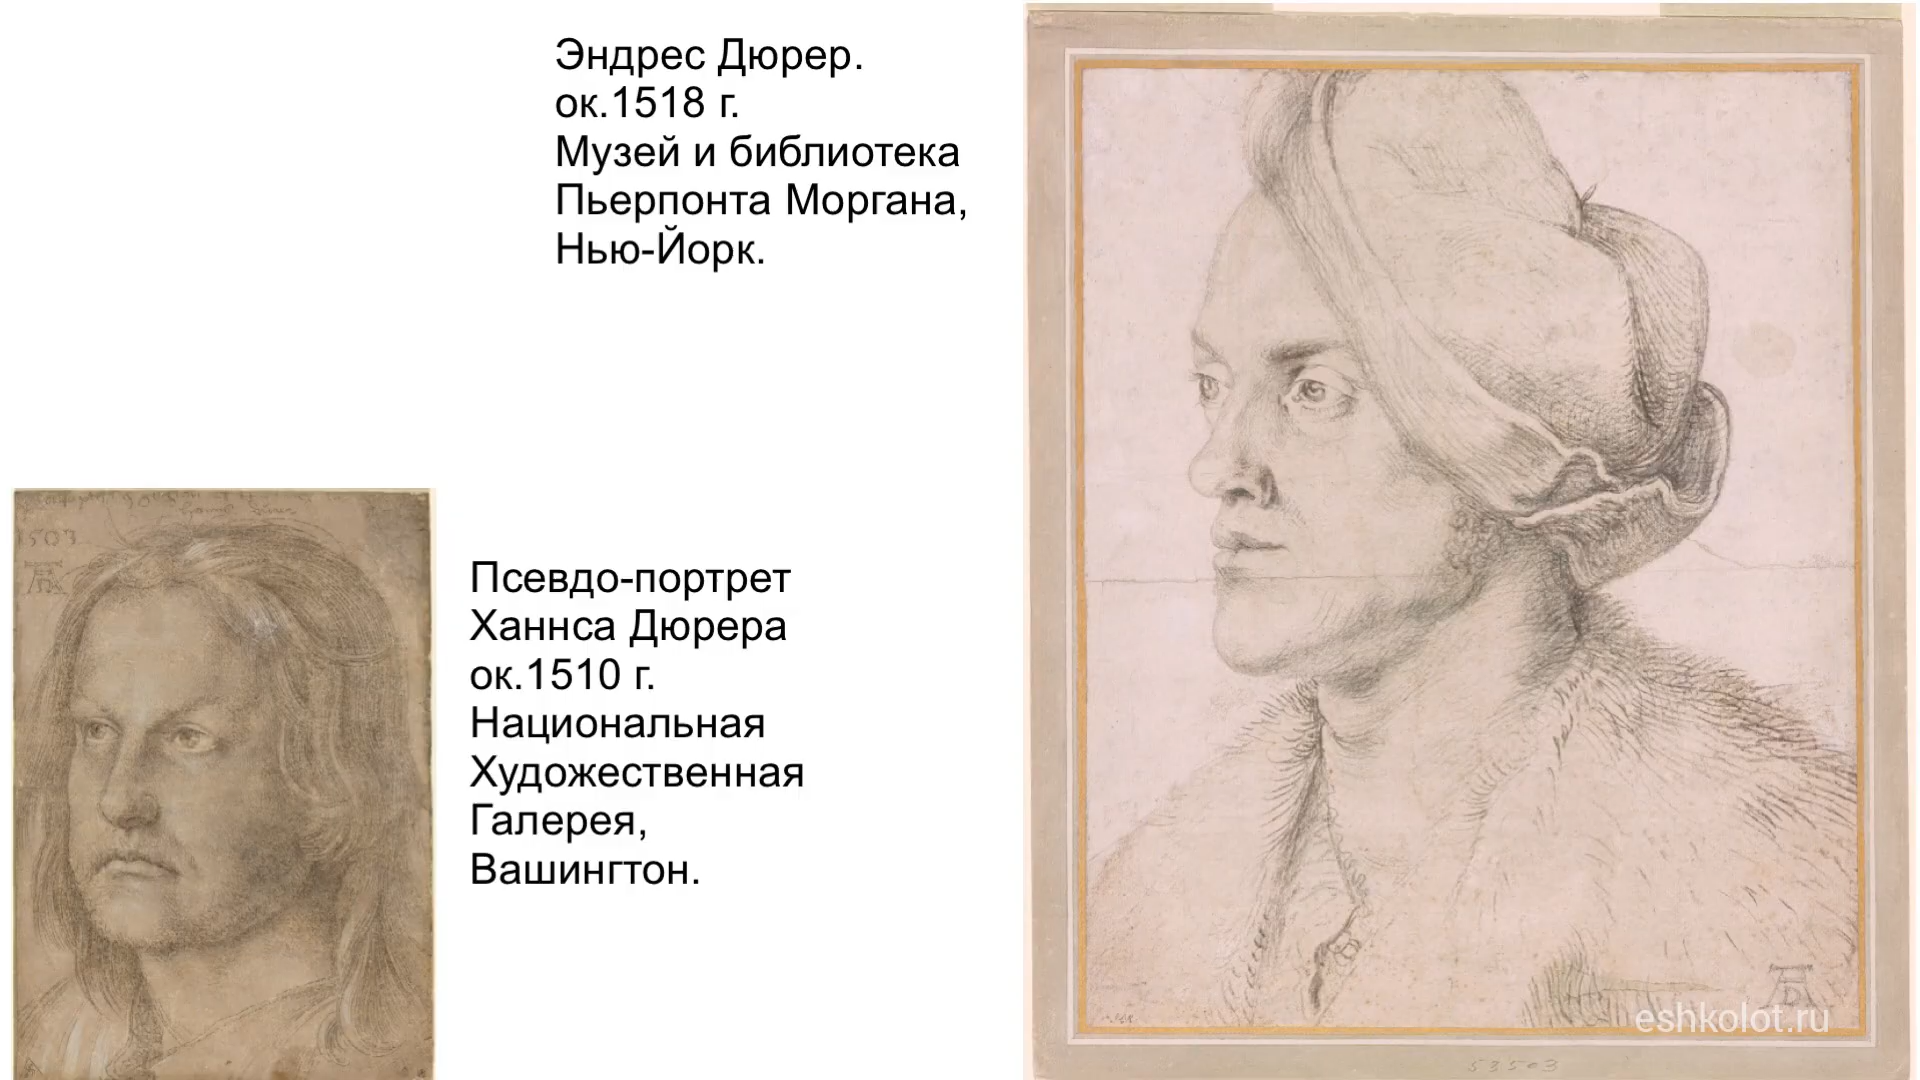 Эндрес Дюрер.
ок.1518 г.
Музей и библиотека
Пьерпонта Моргана,
Нью-Йорк.
1503
Псевдо-портрет
Ханнса Дюрера
ок.1510 г.
Национальная
Художественная
Галерея,
Вашингтон.
AD
eshkolot.ru
53503